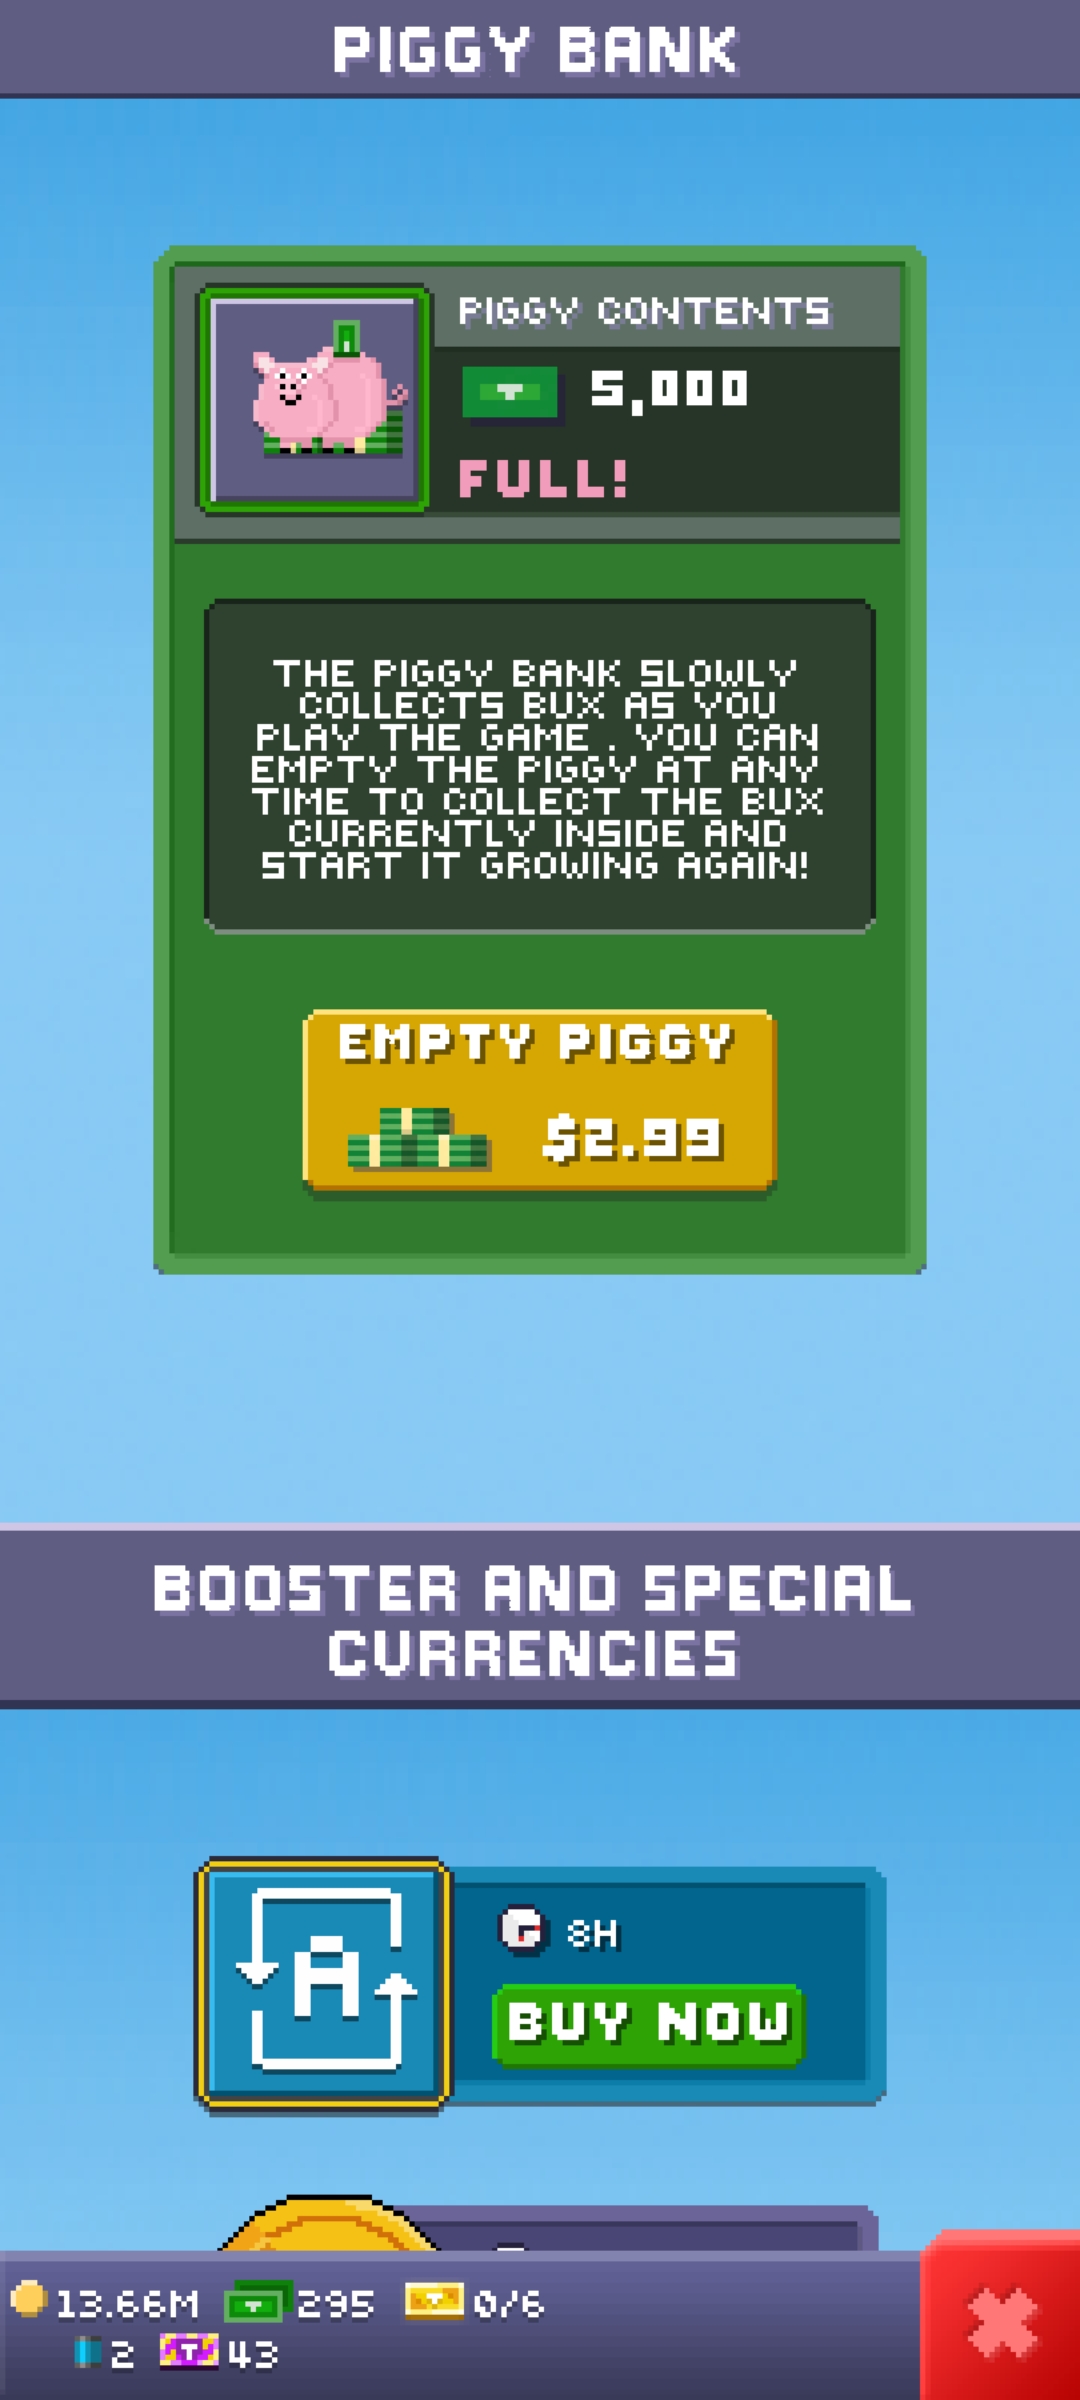 PIGGY BANK
PIGGY CONTENTS
5,000
FULL!
THE PIGGY BANK SLOWLY
COLLECTS BUX AS YOU
PLAY THE GAME . YOU CAN
EMPTY THE PIGGY AT ANY
TIME TO COLLECT THE BUX
CURRENTLY INSIDE AND
START IT GROWING AGAIN!
EMPTY PIGGY
$2.99
BOOSTER AND SPECIAL
CURRENCIES
A
8H
BUY NOW
13.66M 295 0/6
2 43